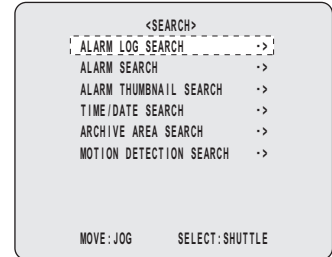 <SEARCH>
ALARM LOG SEARCH ->
ALARM SEARCH ->
ALARM THUMBNAIL SEARCH ->
TIME/DATE SEARCH ->
ARCHIVE AREA SEARCH ->
MOTION DETECTION SEARCH ->
MOVE:JOG SELECT:SHUTTLE